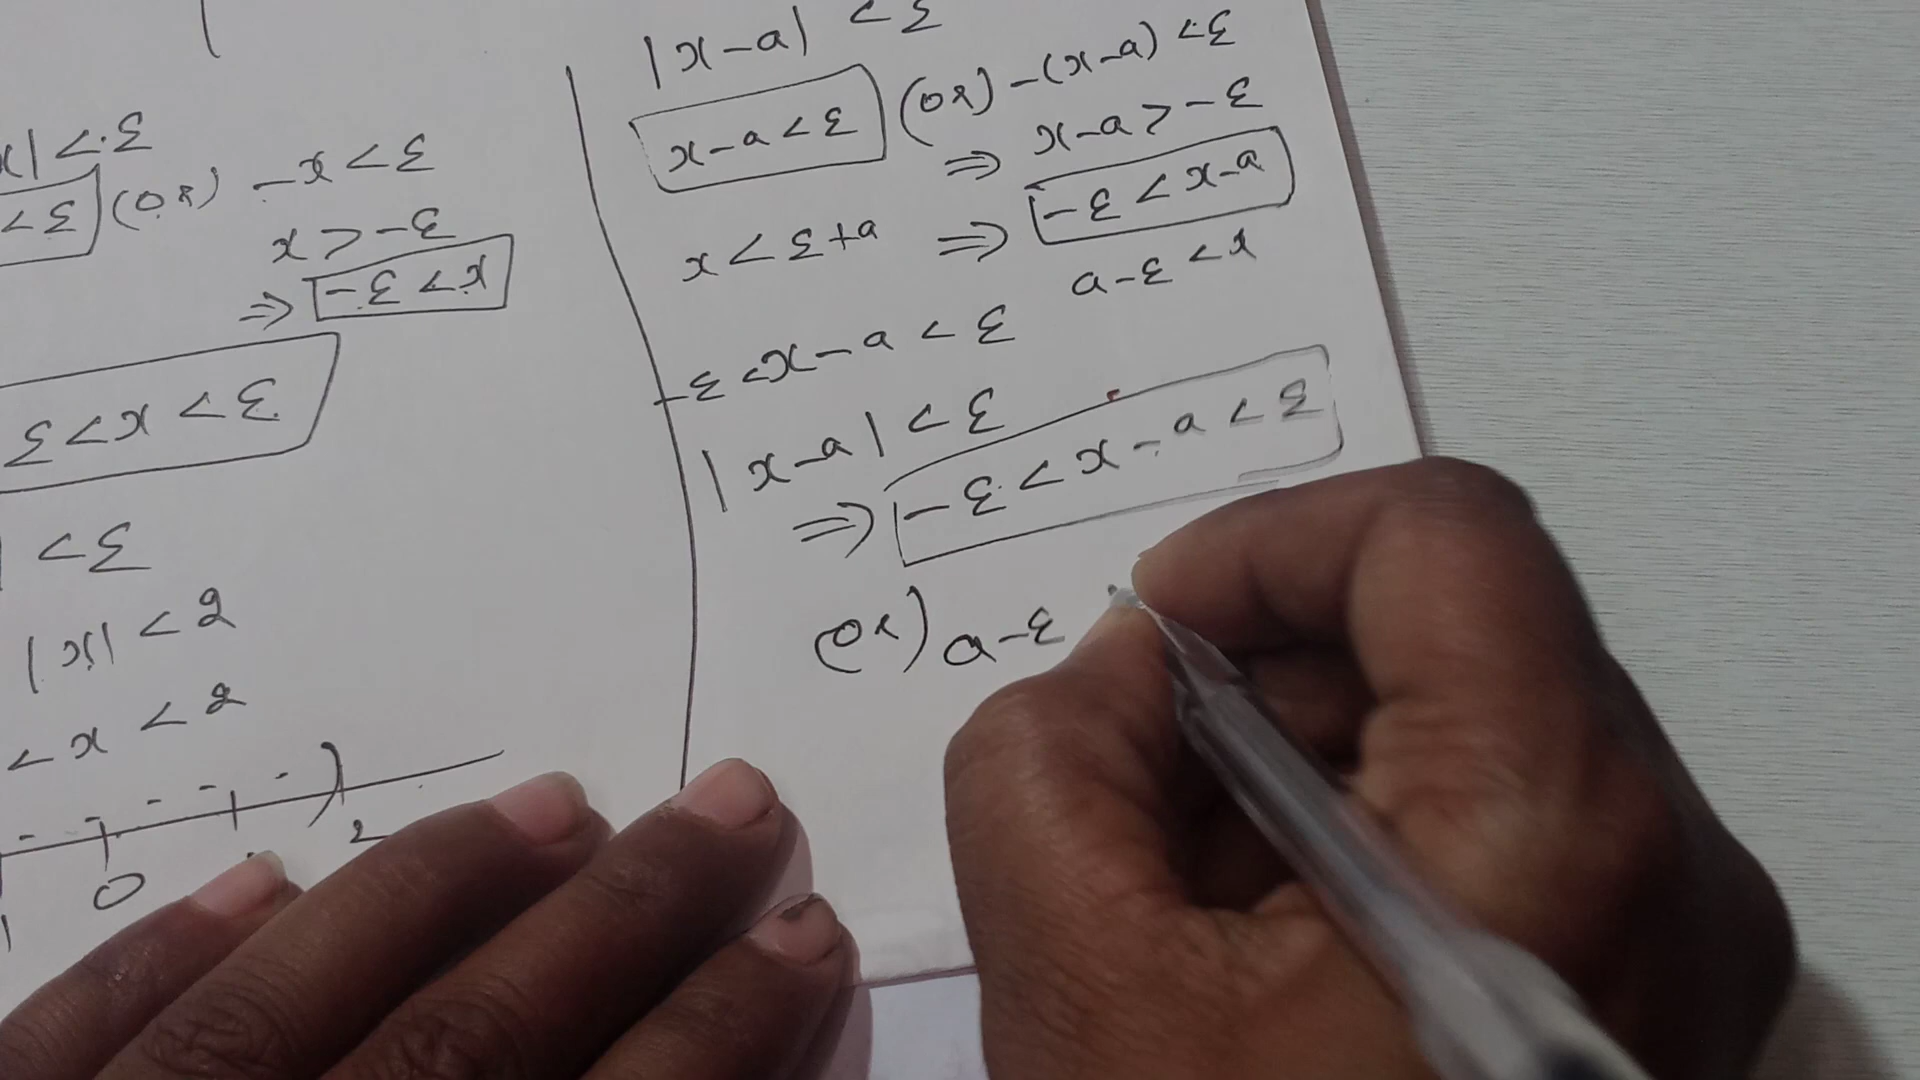 x| < ε
< ε (or) -x < ε
x > -ε
⇒ -ε < x
ε < x < ε
< ε
|x| < 2
< x < 2
0 2
|x-a| < ε
x-a < ε (or) -(x-a) < ε
⇒ x-a > -ε
x < ε+a ⇒ -ε < x-a
a-ε < x
-ε < x-a < ε
|x-a| < ε
⇒ -ε < x-a < ε
(or) a-ε